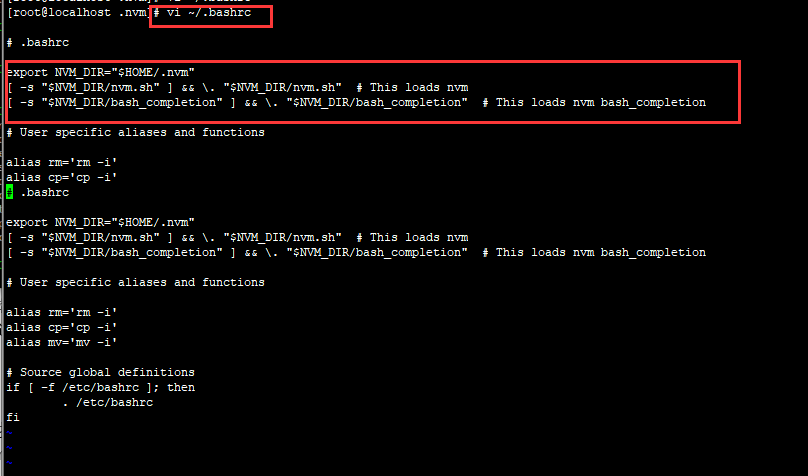 [root@localhost .nvm]# vi ~/.bashrc
# .bashrc
export NVM_DIR="$HOME/.nvm"
[ -s "$NVM_DIR/nvm.sh" ] && \. "$NVM_DIR/nvm.sh"  # This loads nvm
[ -s "$NVM_DIR/bash_completion" ] && \. "$NVM_DIR/bash_completion"  # This loads nvm bash_completion
# User specific aliases and functions
alias rm='rm -i'
alias cp='cp -i'
# .bashrc
export NVM_DIR="$HOME/.nvm"
[ -s "$NVM_DIR/nvm.sh" ] && \. "$NVM_DIR/nvm.sh"  # This loads nvm
[ -s "$NVM_DIR/bash_completion" ] && \. "$NVM_DIR/bash_completion"  # This loads nvm bash_completion
# User specific aliases and functions
alias rm='rm -i'
alias cp='cp -i'
alias mv='mv -i'
# Source global definitions
if [ -f /etc/bashrc ]; then
        . /etc/bashrc
fi
~
~
~